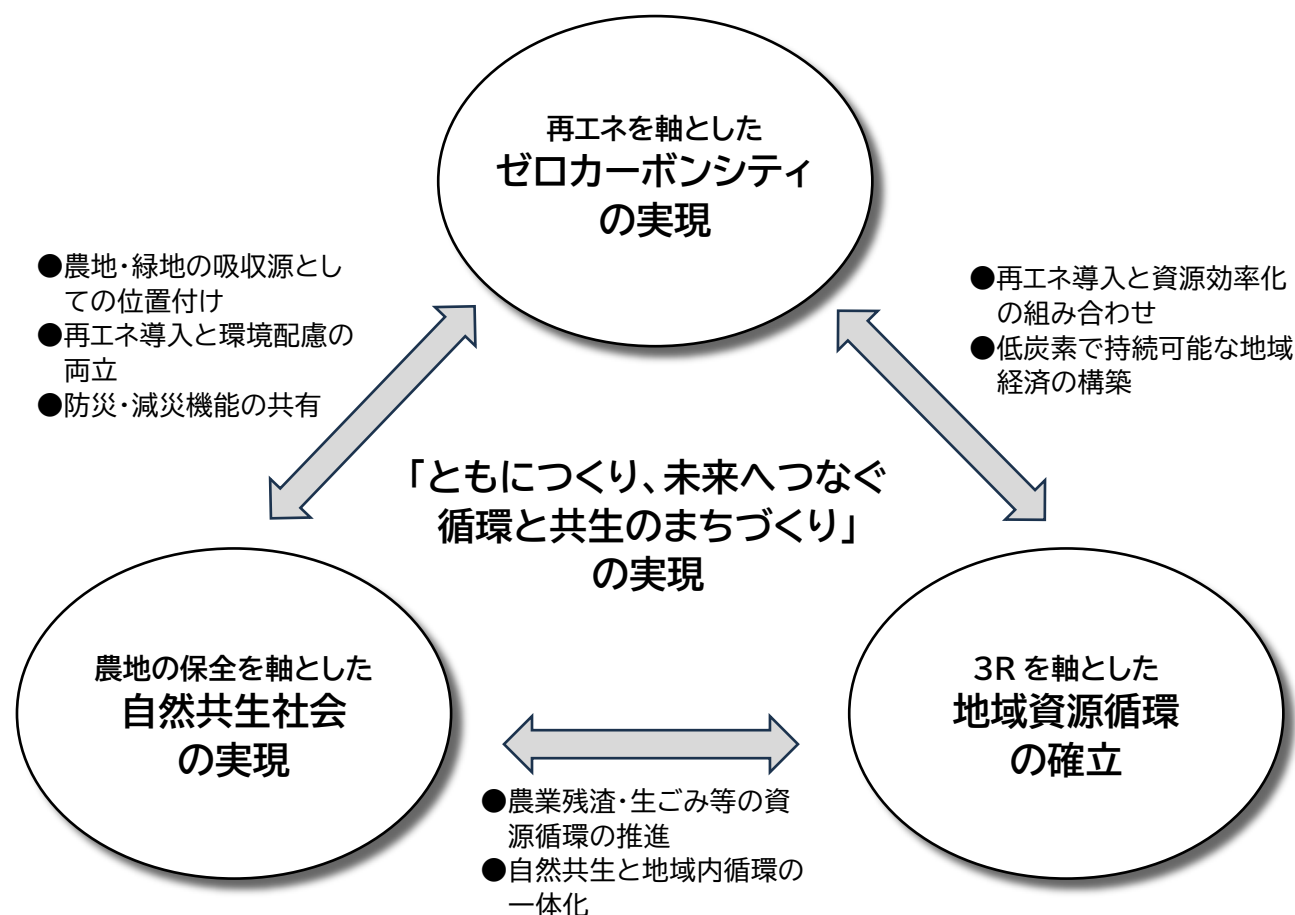 再エネを軸とした
ゼロカーボンシティ
の実現
●農地・緑地の吸収源とし
ての位置付け
●再エネ導入と環境配慮の
両立
●防災・減災機能の共有
●再エネ導入と資源効率化
の組み合わせ
●低炭素で持続可能な地域
経済の構築
「ともにつくり、未来へつなぐ
循環と共生のまちづくり」
の実現
農地の保全を軸とした
自然共生社会
の実現
3R を軸とした
地域資源循環
の確立
●農業残渣・生ごみ等の資
源循環の推進
●自然共生と地域内循環の
一体化